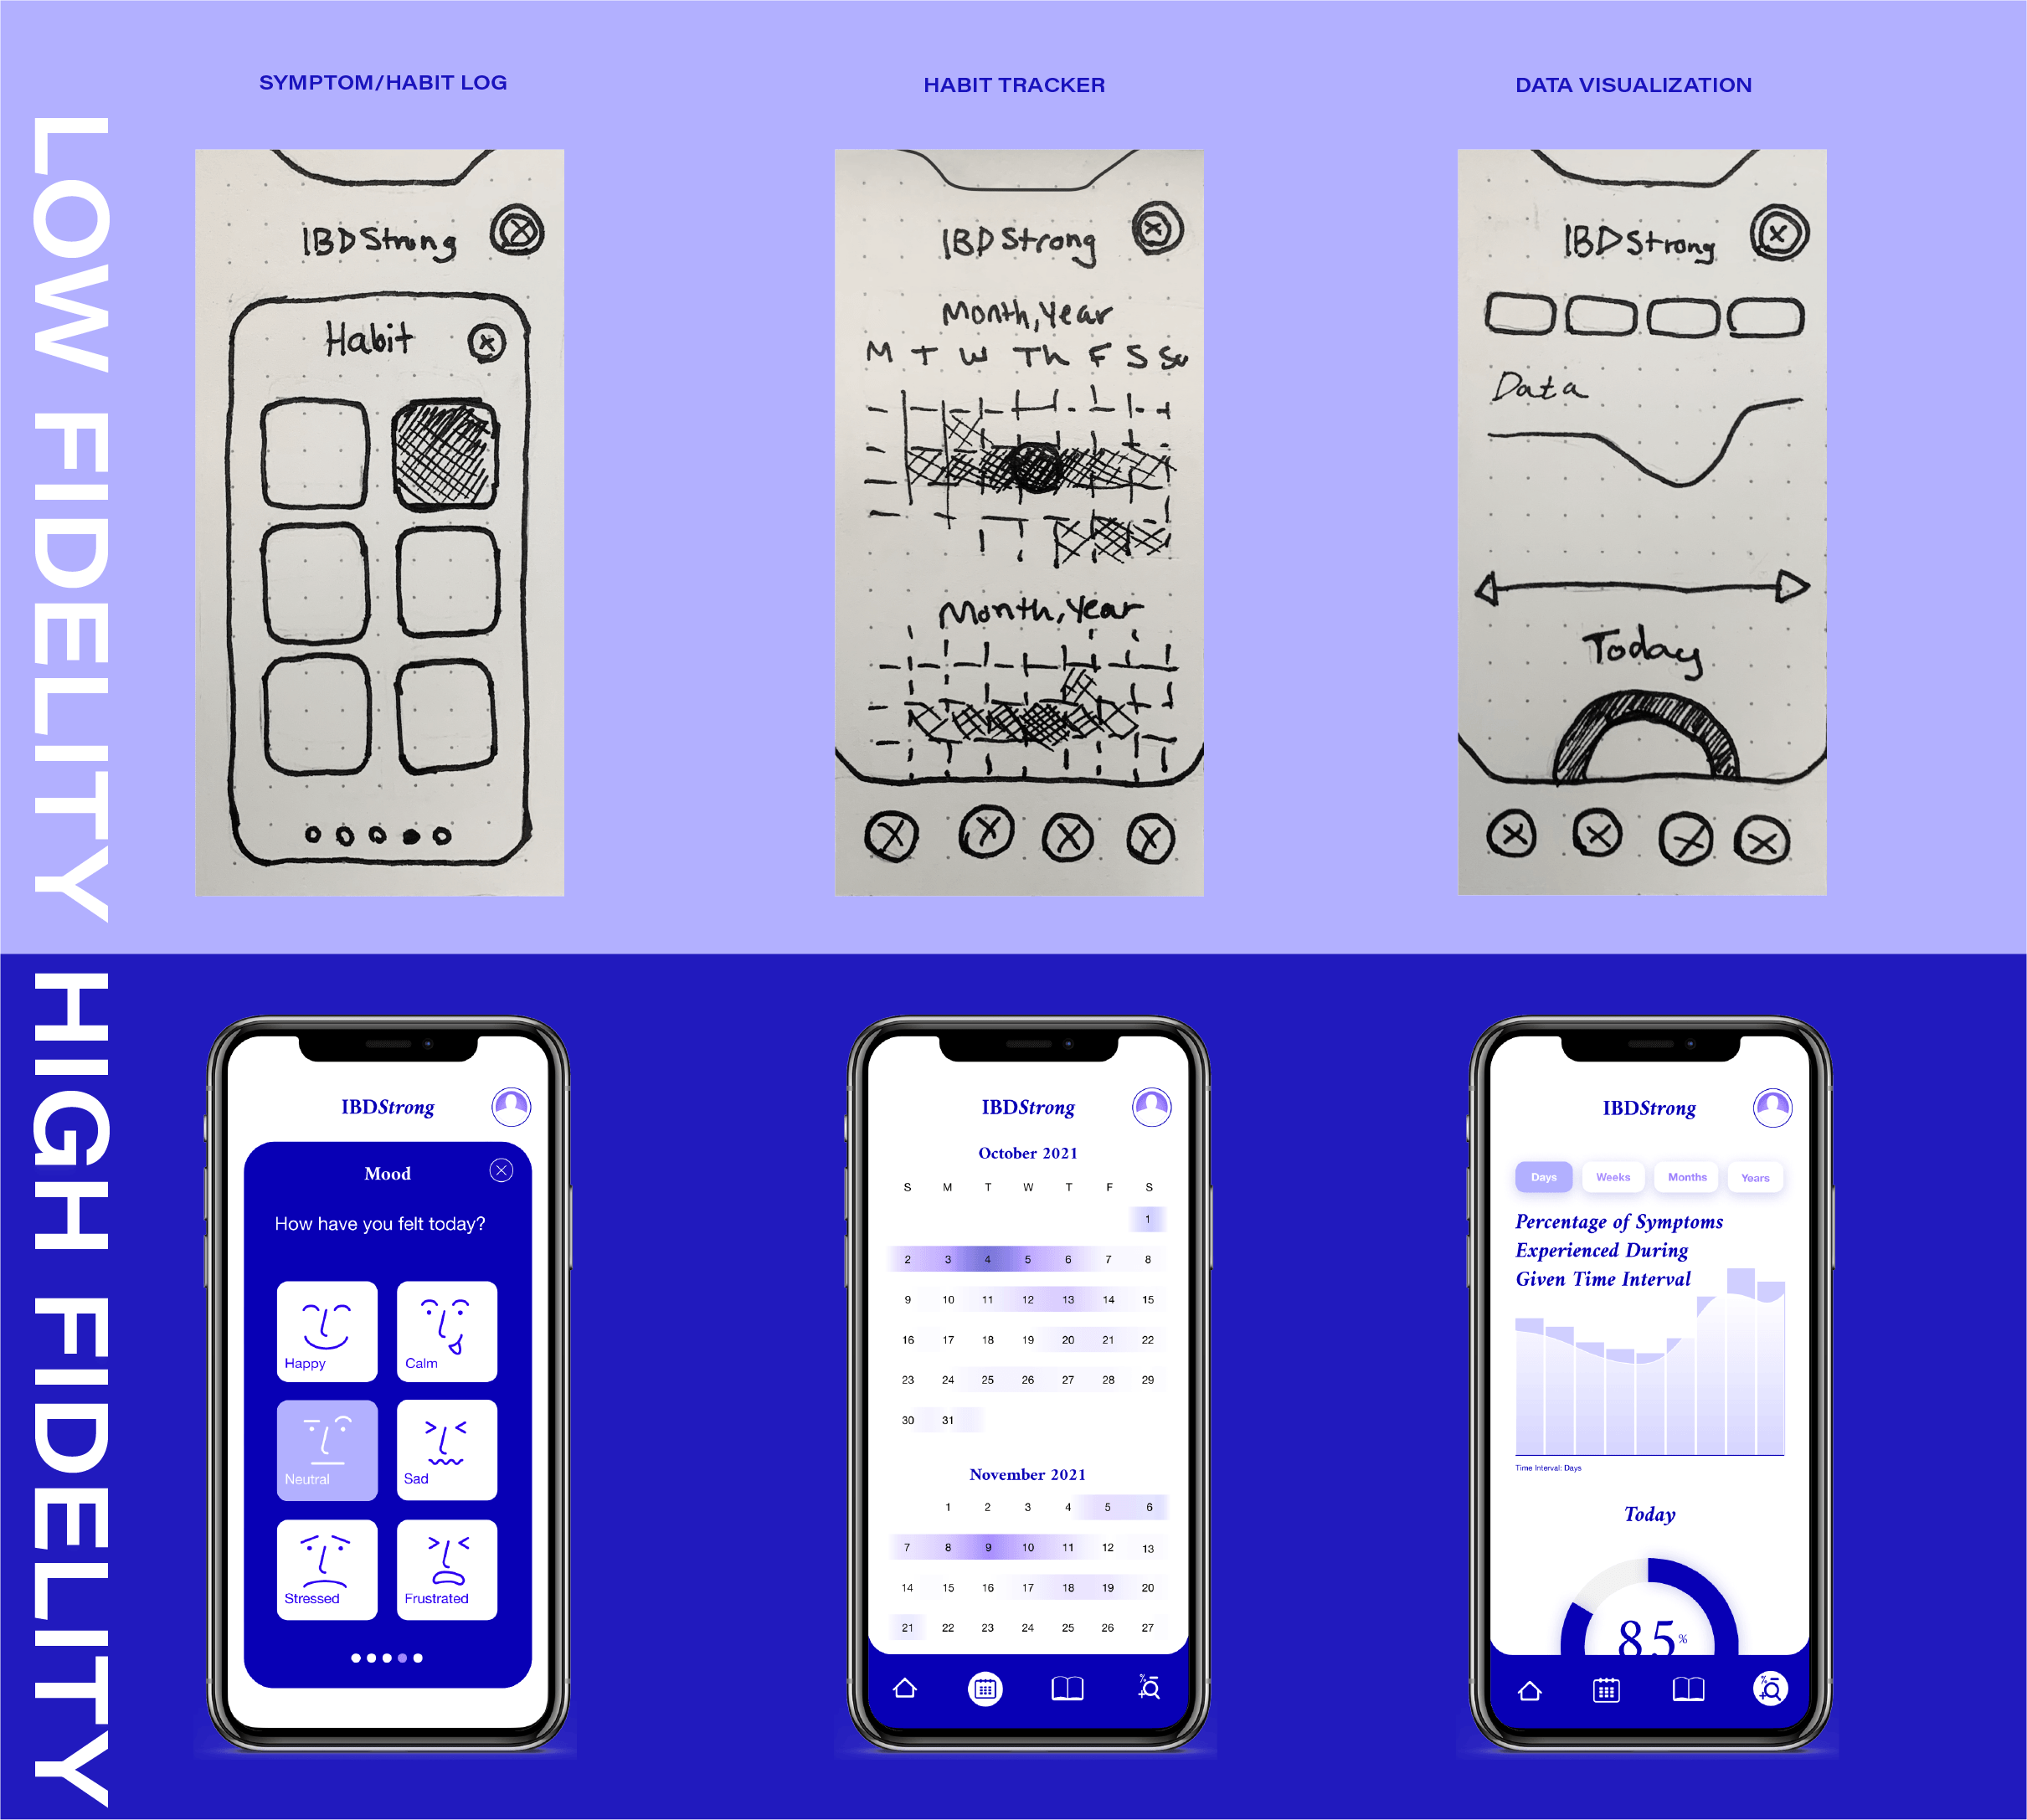 LOW FIDELITY
SYMPTOM/HABIT LOG
IBDStrong
Habit
HABIT TRACKER
IBDStrong
Month, Year
M T W Th F S Su
Month, Year
DATA VISUALIZATION
IBDStrong
Data
Today
HIGH FIDELITY
IBDStrong
Mood
How have you felt today?
Happy
Calm
Neutral
Sad
Stressed
Frustrated
IBDStrong
October 2021
S M T W T F S
1
2 3 4 5 6 7 8
9 10 11 12 13 14 15
16 17 18 19 20 21 22
23 24 25 26 27 28 29
30 31
November 2021
1 2 3 4 5 6
7 8 9 10 11 12 13
14 15 16 17 18 19 20
21 22 23 24 25 26 27
IBDStrong
Days Weeks Months Years
Percentage of Symptoms
Experienced During
Given Time Interval
Time Interval: Days
Today
85%